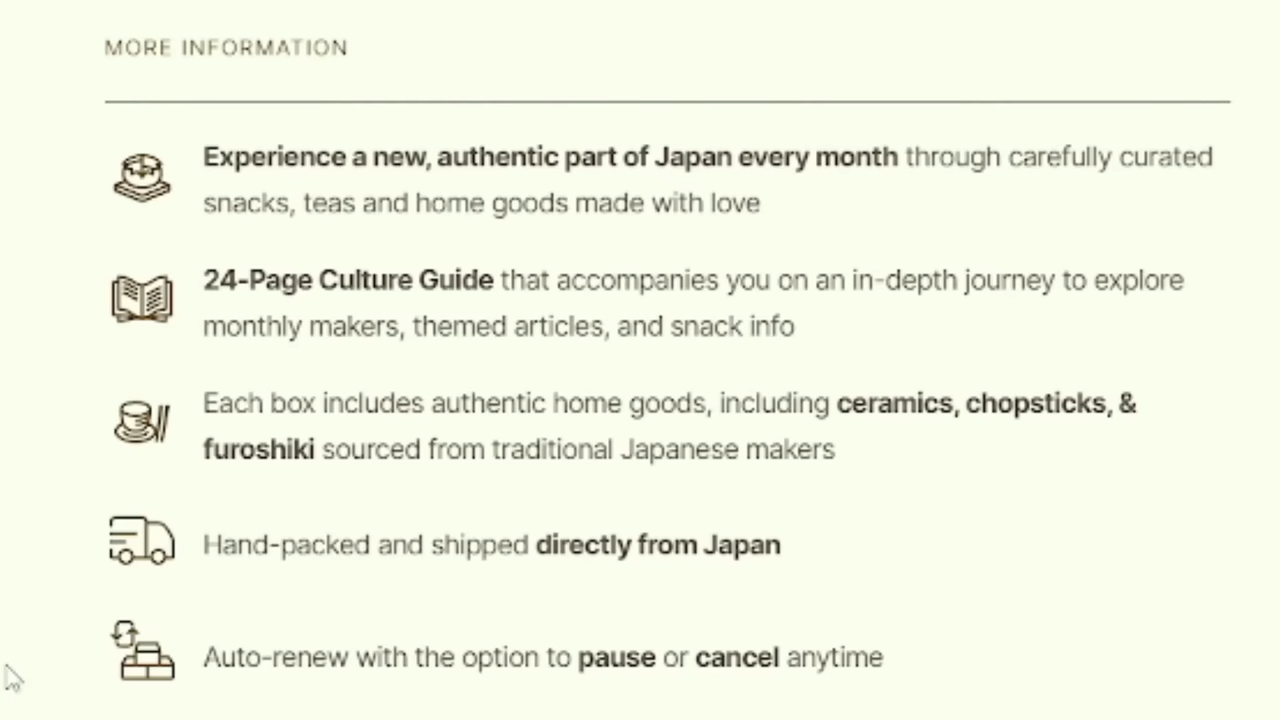 MORE INFORMATION
Experience a new, authentic part of Japan every month through carefully curated
snacks, teas and home goods made with love
24-Page Culture Guide that accompanies you on an in-depth journey to explore
monthly makers, themed articles, and snack info
Each box includes authentic home goods, including ceramics, chopsticks, &
furoshiki sourced from traditional Japanese makers
Hand-packed and shipped directly from Japan
Auto-renew with the option to pause or cancel anytime